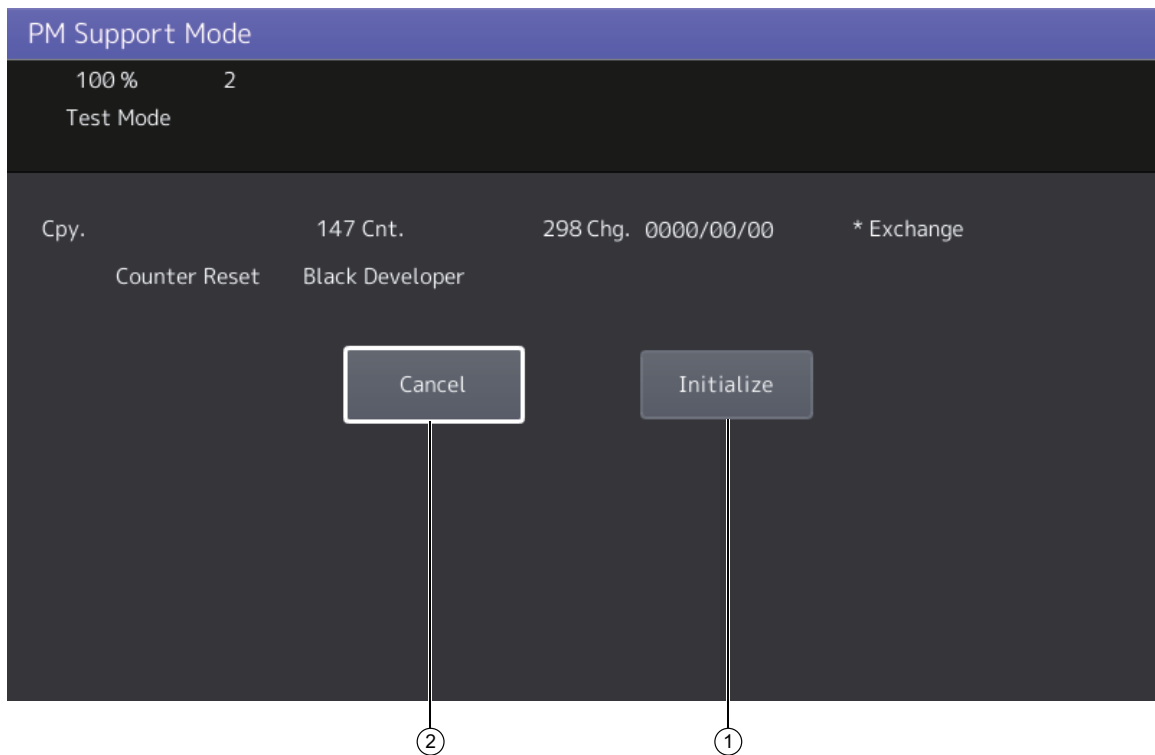 PM Support Mode
100 % 2
Test Mode
Cpy. 147 Cnt. 298 Chg. 0000/00/00 * Exchange
Counter Reset Black Developer
Cancel Initialize
2 1